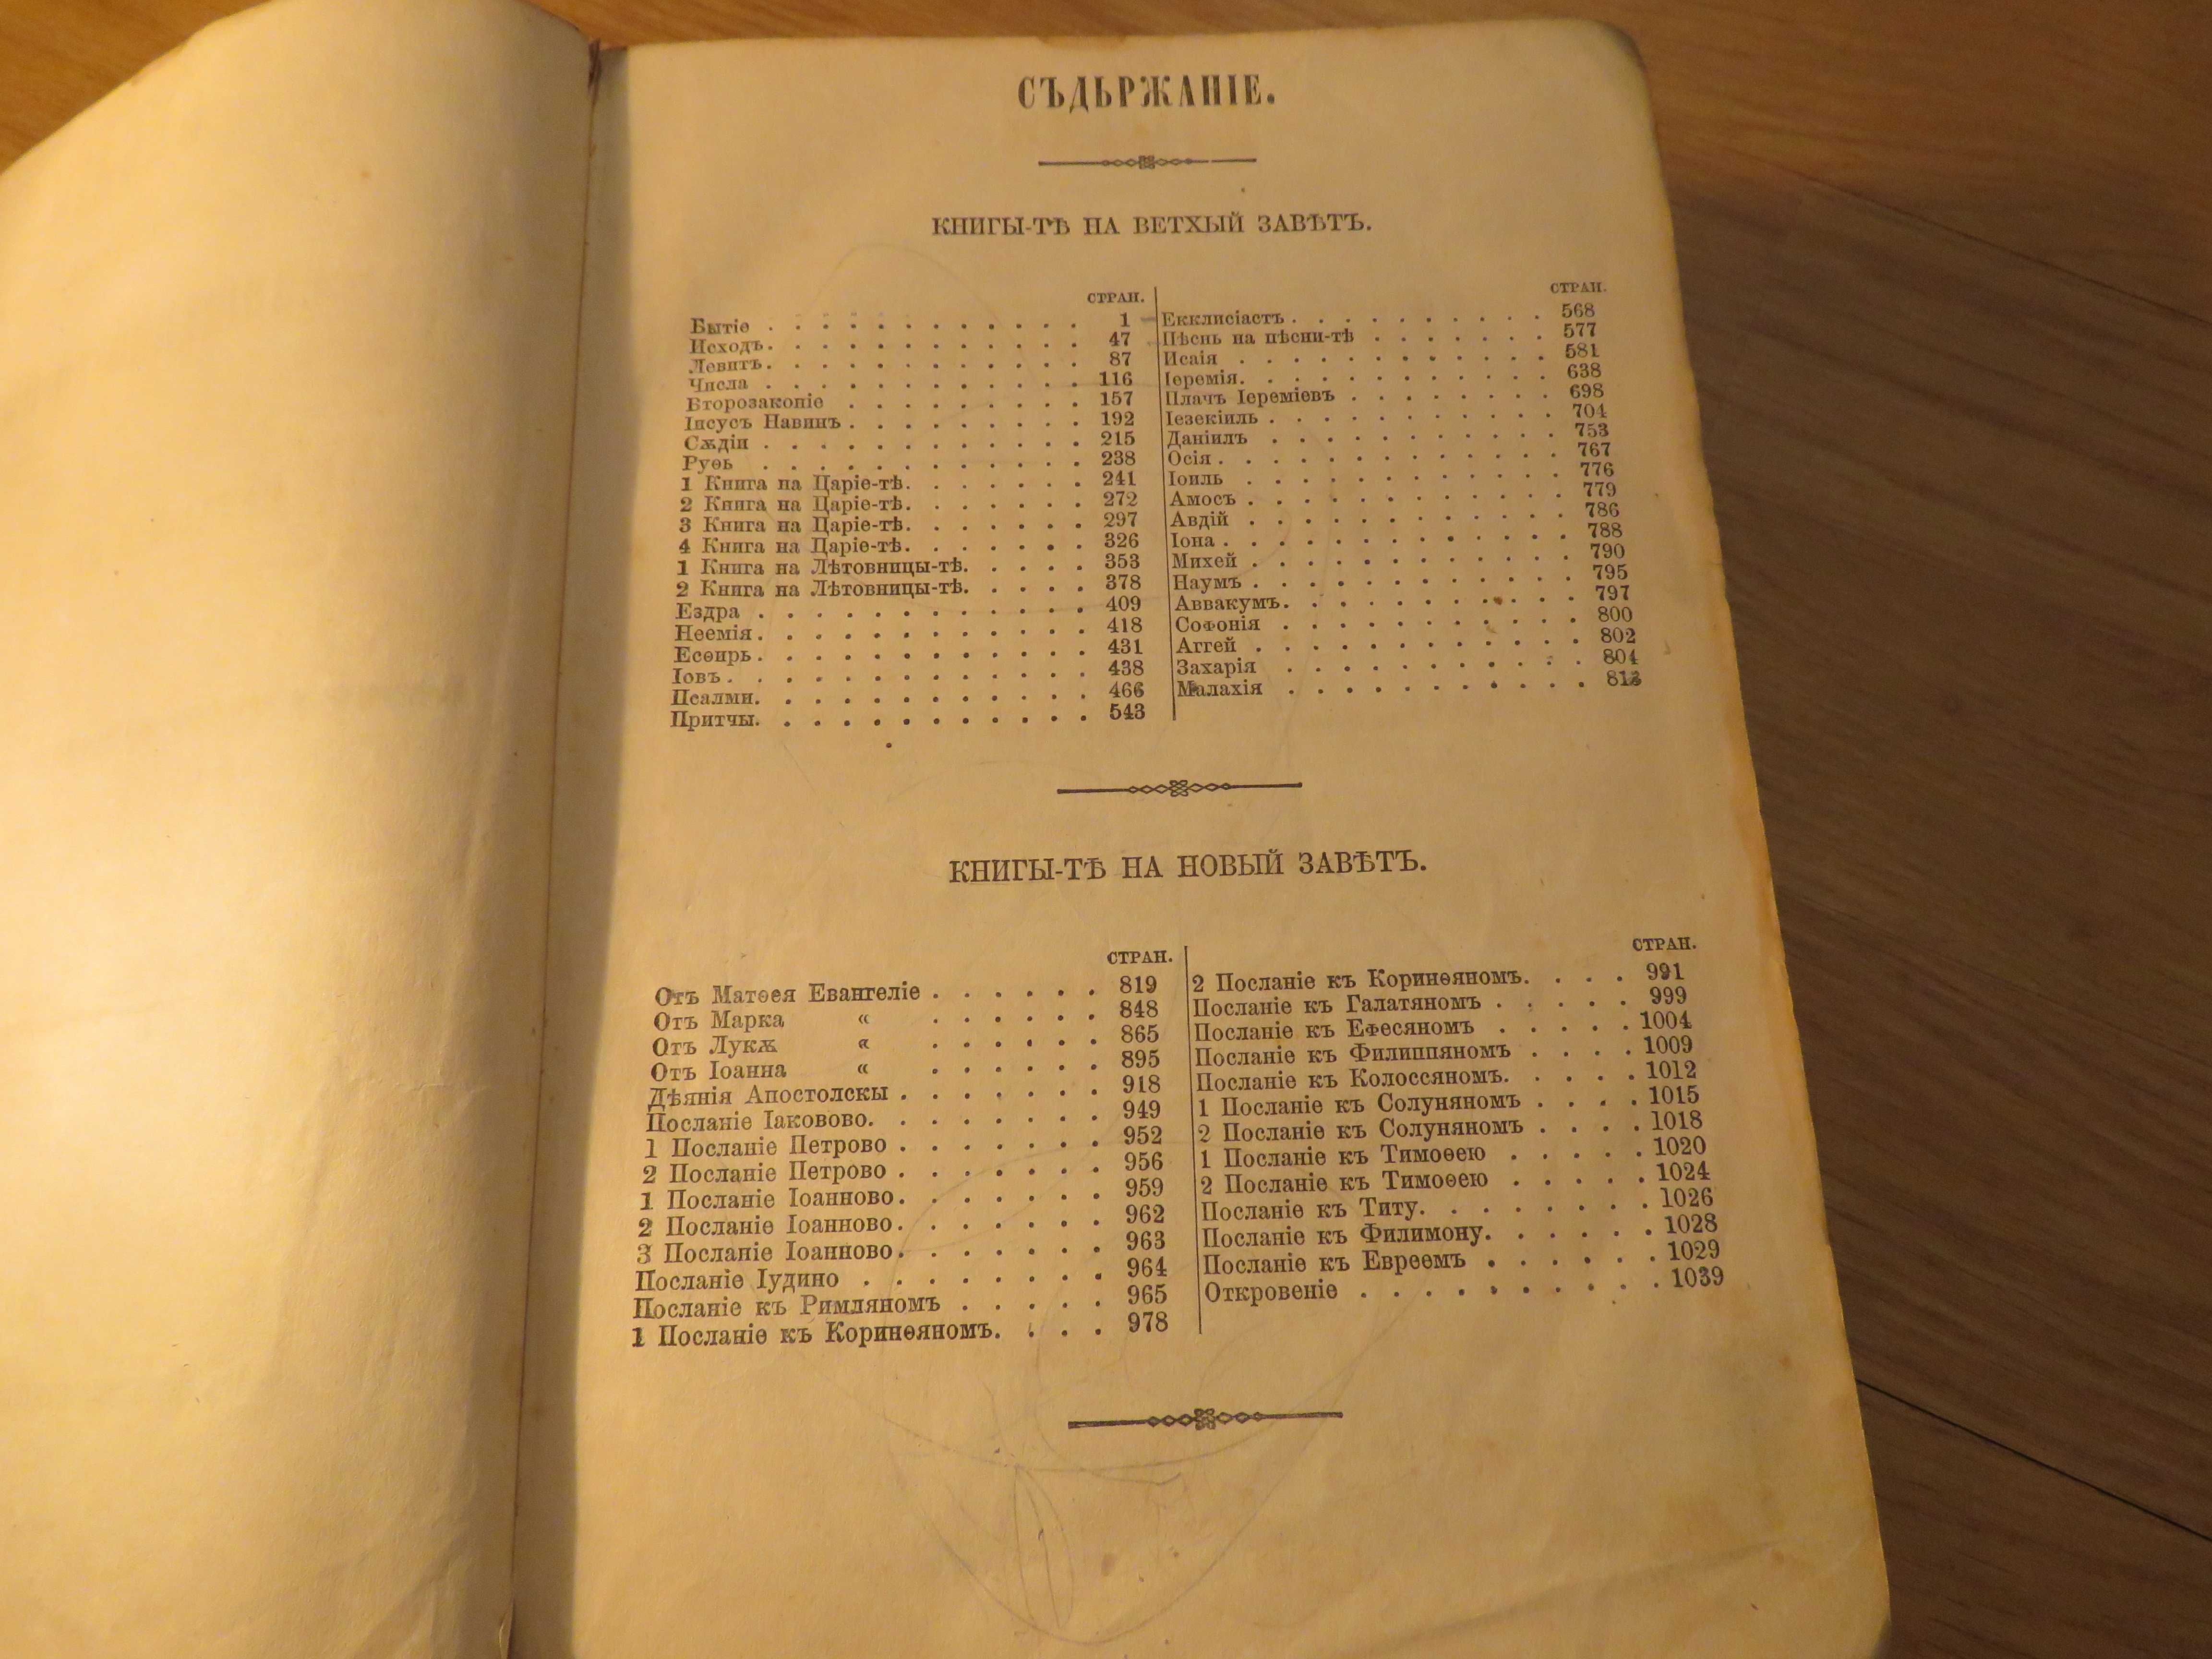 СЪДЬРЖАНІЕ.
КНИГЫ-ТѢ НА ВЕТХЫЙ ЗАВѢТЪ.
СТРАН.
Бытіе . . . . . . . . . . . . 1
Исходъ. . . . . . . . . . . . 47
Левитъ. . . . . . . . . . . . 87
Числа . . . . . . . . . . . . 116
Второзаконіе . . . . . . . . . 157
Іисусъ Навинъ. . . . . . . . . 192
Сѫдіи . . . . . . . . . . . . 215
Руѳь . . . . . . . . . . . . 238
1 Книга на Царіе-тѣ. . . . . . . 241
2 Книга на Царіе-тѣ. . . . . . . 272
3 Книга на Царіе-тѣ. . . . . . . 297
4 Книга на Царіе-тѣ. . . . . . . 326
1 Книга на Лѣтовницы-тѣ. . . . . 353
2 Книга на Лѣтовницы-тѣ. . . . . 378
Ездра . . . . . . . . . . . . 409
Неемія. . . . . . . . . . . . 418
Есѳирь. . . . . . . . . . . . 431
Іовъ. . . . . . . . . . . . . 438
Псалми. . . . . . . . . . . . 466
Притчы. . . . . . . . . . . . 543
СТРАН.
Екклисіастъ. . . . . . . . . . 568
Пѣснь на пѣсни-тѣ . . . . . . . 577
Исаія . . . . . . . . . . . . 581
Іеремія. . . . . . . . . . . . 638
Плачъ Іереміевъ . . . . . . . . 698
Іезекіиль . . . . . . . . . . . 704
Даніилъ . . . . . . . . . . . 753
Осія . . . . . . . . . . . . . 767
Іоиль . . . . . . . . . . . . 776
Амосъ . . . . . . . . . . . . 779
Авдій . . . . . . . . . . . . 786
Іона . . . . . . . . . . . . . 788
Михей . . . . . . . . . . . . 790
Наумъ . . . . . . . . . . . . 795
Аввакумъ. . . . . . . . . . . 797
Софонія . . . . . . . . . . . 800
Аггей . . . . . . . . . . . . 802
Захарія . . . . . . . . . . . 804
Малахія . . . . . . . . . . . 813
КНИГЫ-ТѢ НА НОВЫЙ ЗАВѢТЪ.
СТРАН.
Отъ Матѳея Евангеліе . . . . . . 819
Отъ Марка « . . . . . . 848
Отъ Лукѫ « . . . . . . 865
Отъ Іоанна « . . . . . . 895
Дѣянія Апостолскы . . . . . . . 918
Посланіе Іаковово. . . . . . . . 949
1 Посланіе Петрово . . . . . . . 952
2 Посланіе Петрово . . . . . . . 956
1 Посланіе Іоанново. . . . . . . 959
2 Посланіе Іоанново. . . . . . . 962
3 Посланіе Іоанново. . . . . . . 963
Посланіе Іудино . . . . . . . . 964
Посланіе къ Римляномъ . . . . . 965
1 Посланіе къ Коринѳяномъ. . . . 978
СТРАН.
2 Посланіе къ Коринѳяномъ. . . . 991
Посланіе къ Галатяномъ . . . . . 999
Посланіе къ Ефесяномъ . . . . . 1004
Посланіе къ Филиппяномъ . . . . 1009
Посланіе къ Колоссяномъ. . . . . 1012
1 Посланіе къ Солуняномъ . . . . 1015
2 Посланіе къ Солуняномъ . . . . 1018
1 Посланіе къ Тимоѳею . . . . . 1020
2 Посланіе къ Тимоѳею . . . . . 1024
Посланіе къ Титу. . . . . . . . 1026
Посланіе къ Филимону. . . . . . 1028
Посланіе къ Евреемъ . . . . . . 1029
Откровеніе . . . . . . . . . . 1039